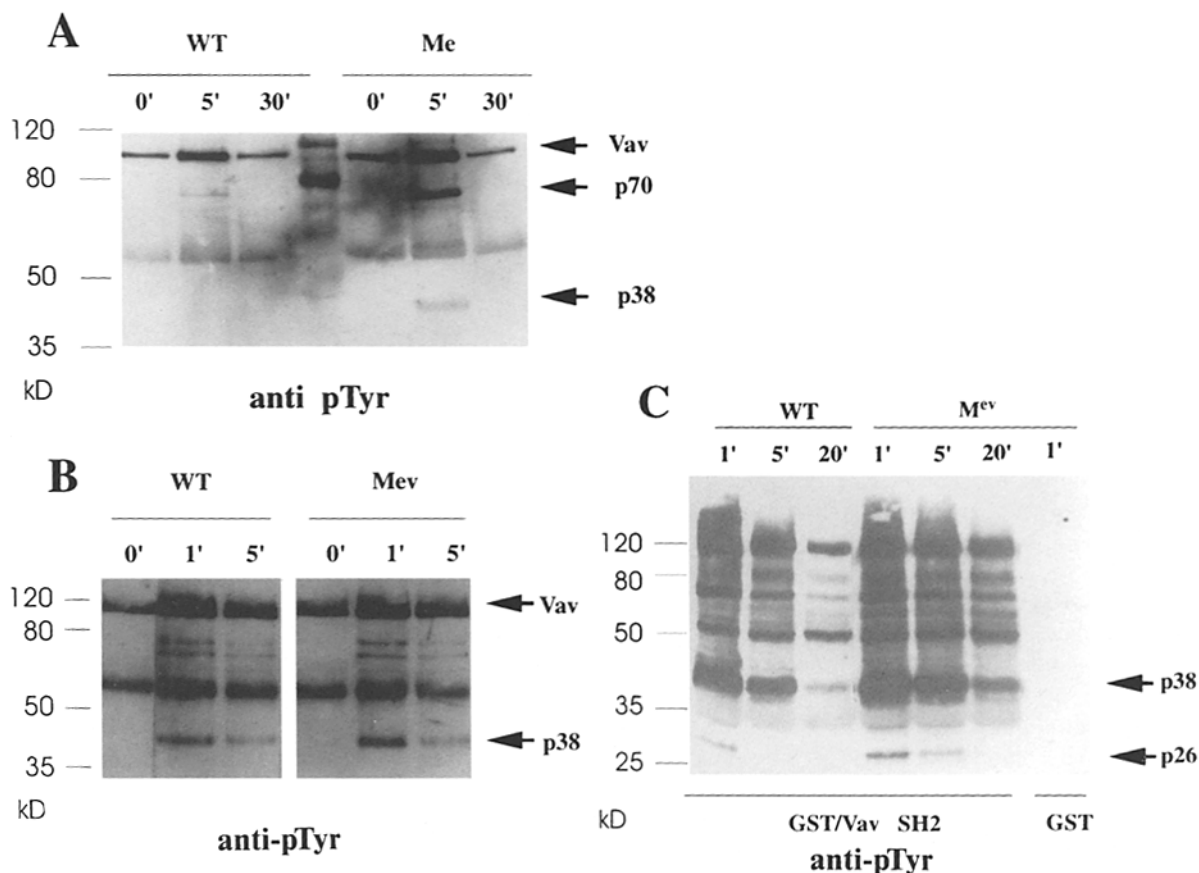 A
WT Me
0' 5' 30' 0' 5' 30'
120
80
50
35
kD
Vav
p70
p38
anti pTyr
B
WT Mev
0' 1' 5' 0' 1' 5'
120
80
50
35
kD
Vav
p38
anti-pTyr
C
WT Mev
1' 5' 20' 1' 5' 20' 1'
120
80
50
35
25
kD
p38
p26
GST/Vav SH2 GST
anti-pTyr